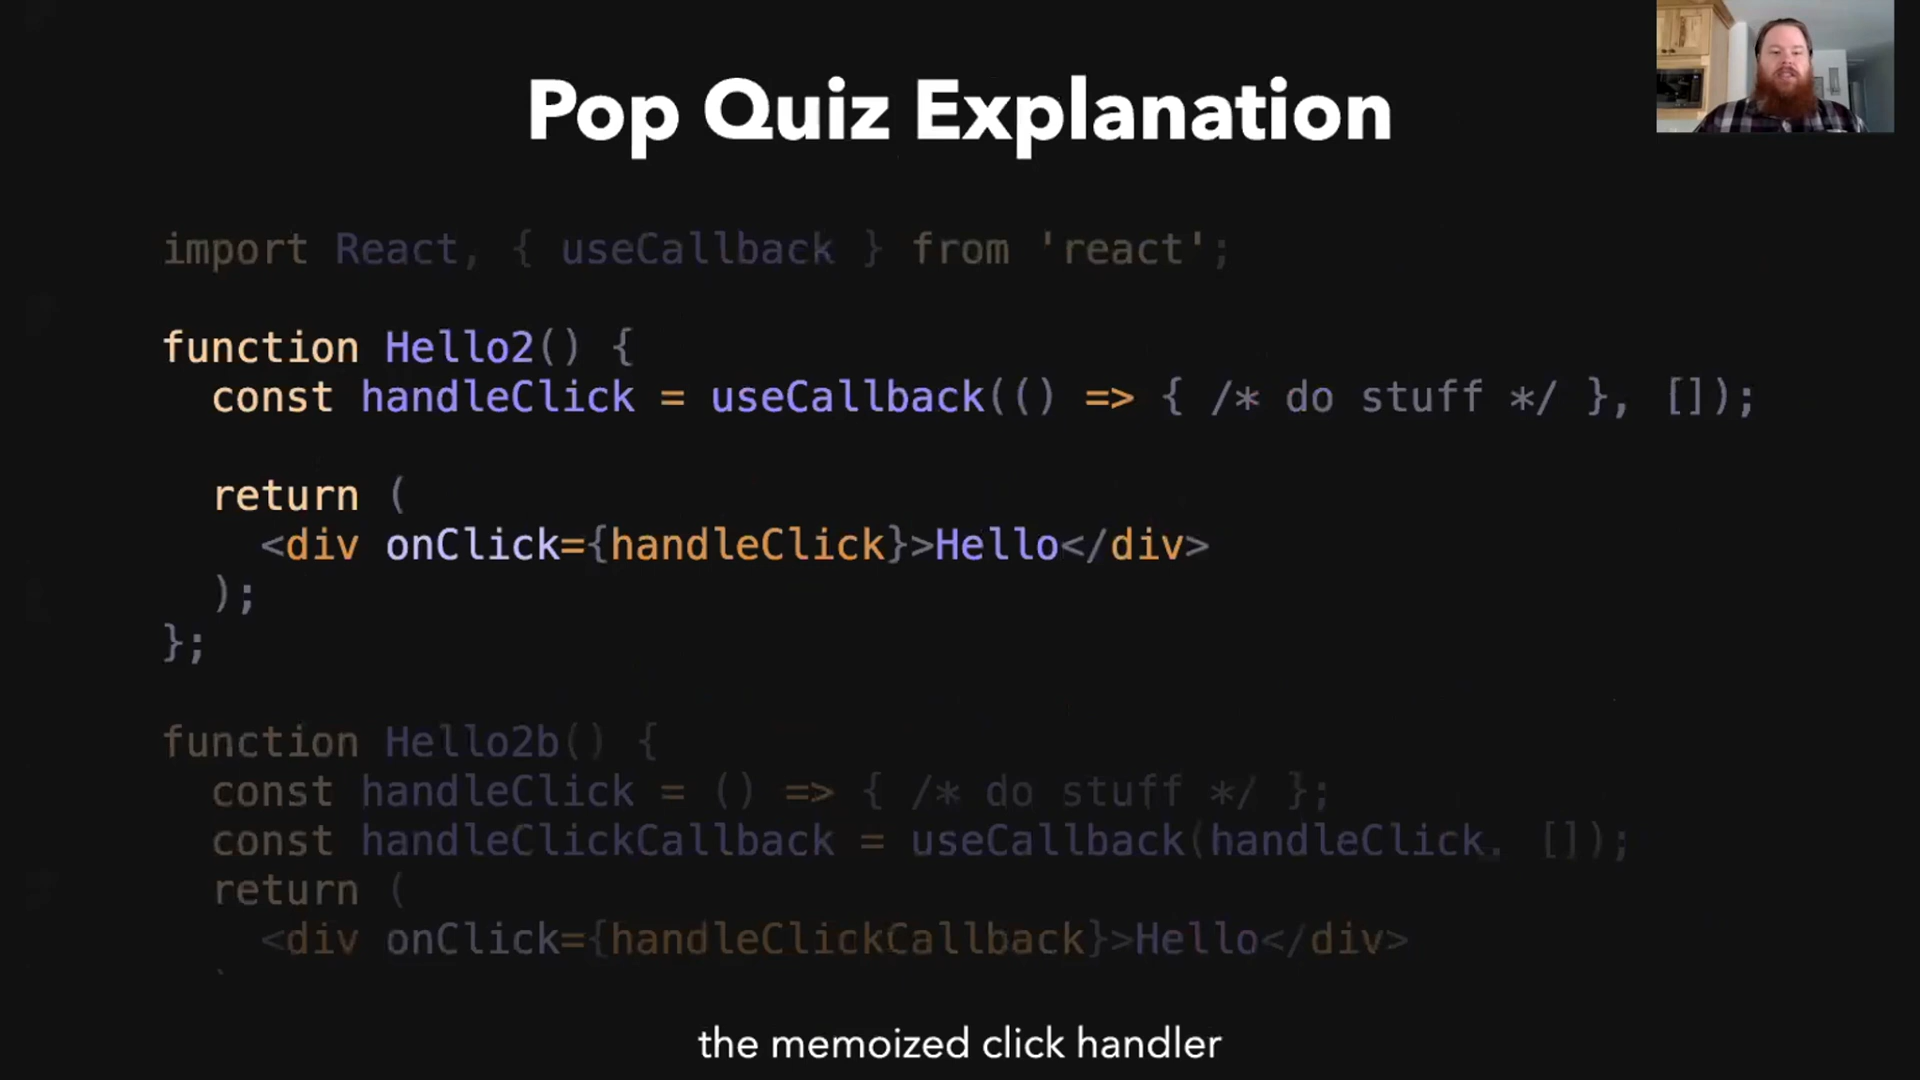 Pop Quiz Explanation
import React, { useCallback } from 'react';
function Hello2() {
const handleClick = useCallback(() => { /* do stuff */ }, []);
return (
<div onClick={handleClick}>Hello</div>
);
};
function Hello2b() {
const handleClick = () => { /* do stuff */ };
const handleClickCallback = useCallback(handleClick, []);
return (
<div onClick={handleClickCallback}>Hello</div>
the memoized click handler